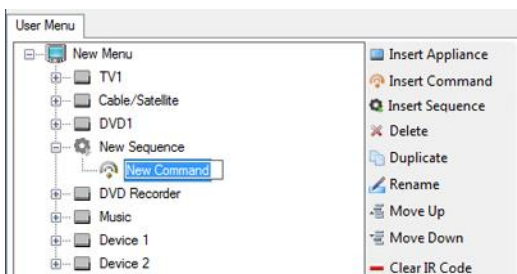 User Menu
New Menu
TV1
Cable/Satellite
DVD1
New Sequence
New Command
DVD Recorder
Music
Device 1
Device 2
Insert Appliance
Insert Command
Insert Sequence
Delete
Duplicate
Rename
Move Up
Move Down
Clear IR Code